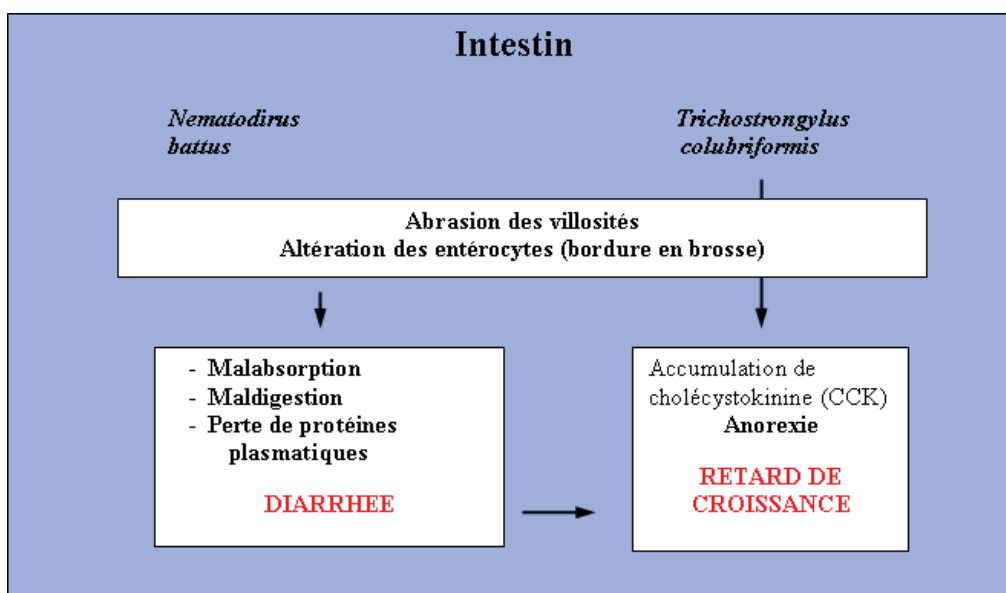 Intestin
Nematodirus
battus
Trichostrongylus
colubriformis
Abrasion des villosités
Altération des entérocytes (bordure en brosse)
- Malabsorption
- Maldigestion
- Perte de protéines
plasmatiques
DIARRHEE
Accumulation de
cholécystokinine (CCK)
Anorexie
RETARD DE
CROISSANCE